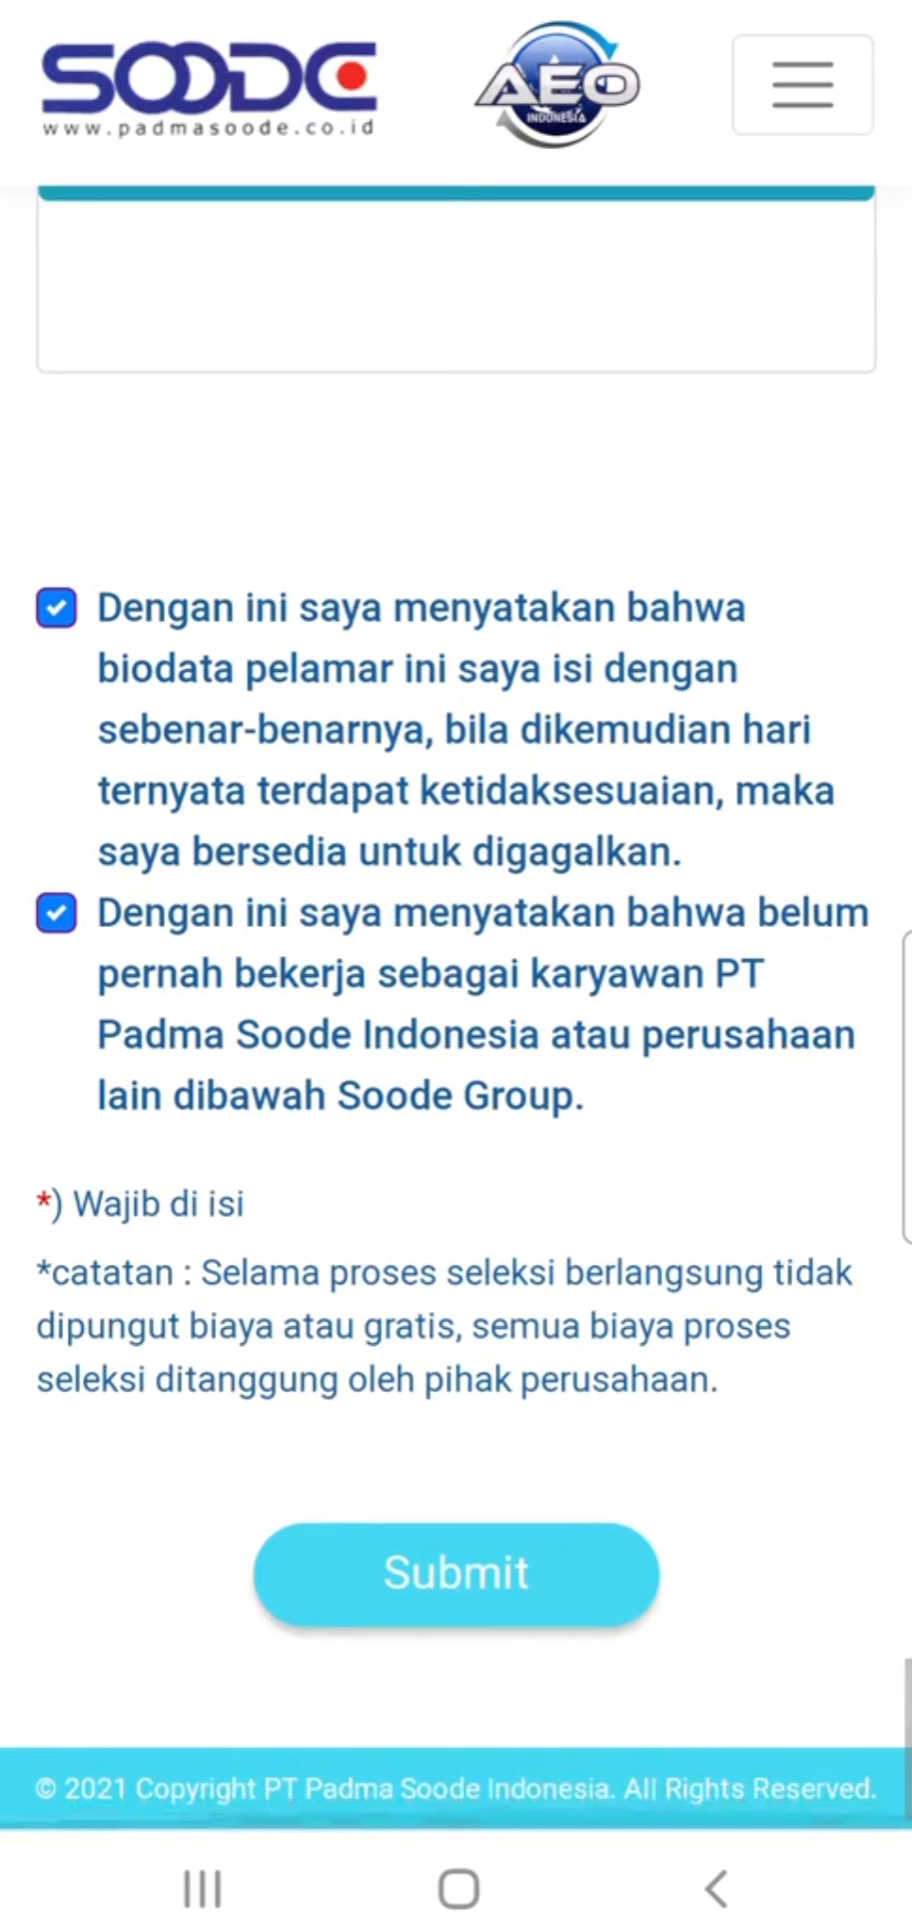 SOODE
www.padmasoode.co.id
AEO
INDONESIA
Dengan ini saya menyatakan bahwa
biodata pelamar ini saya isi dengan
sebenar-benarnya, bila dikemudian hari
ternyata terdapat ketidaksesuaian, maka
saya bersedia untuk digagalkan.
Dengan ini saya menyatakan bahwa belum
pernah bekerja sebagai karyawan PT
Padma Soode Indonesia atau perusahaan
lain dibawah Soode Group.
*) Wajib di isi
*catatan : Selama proses seleksi berlangsung tidak
dipungut biaya atau gratis, semua biaya proses
seleksi ditanggung oleh pihak perusahaan.
Submit
© 2021 Copyright PT Padma Soode Indonesia. All Rights Reserved.